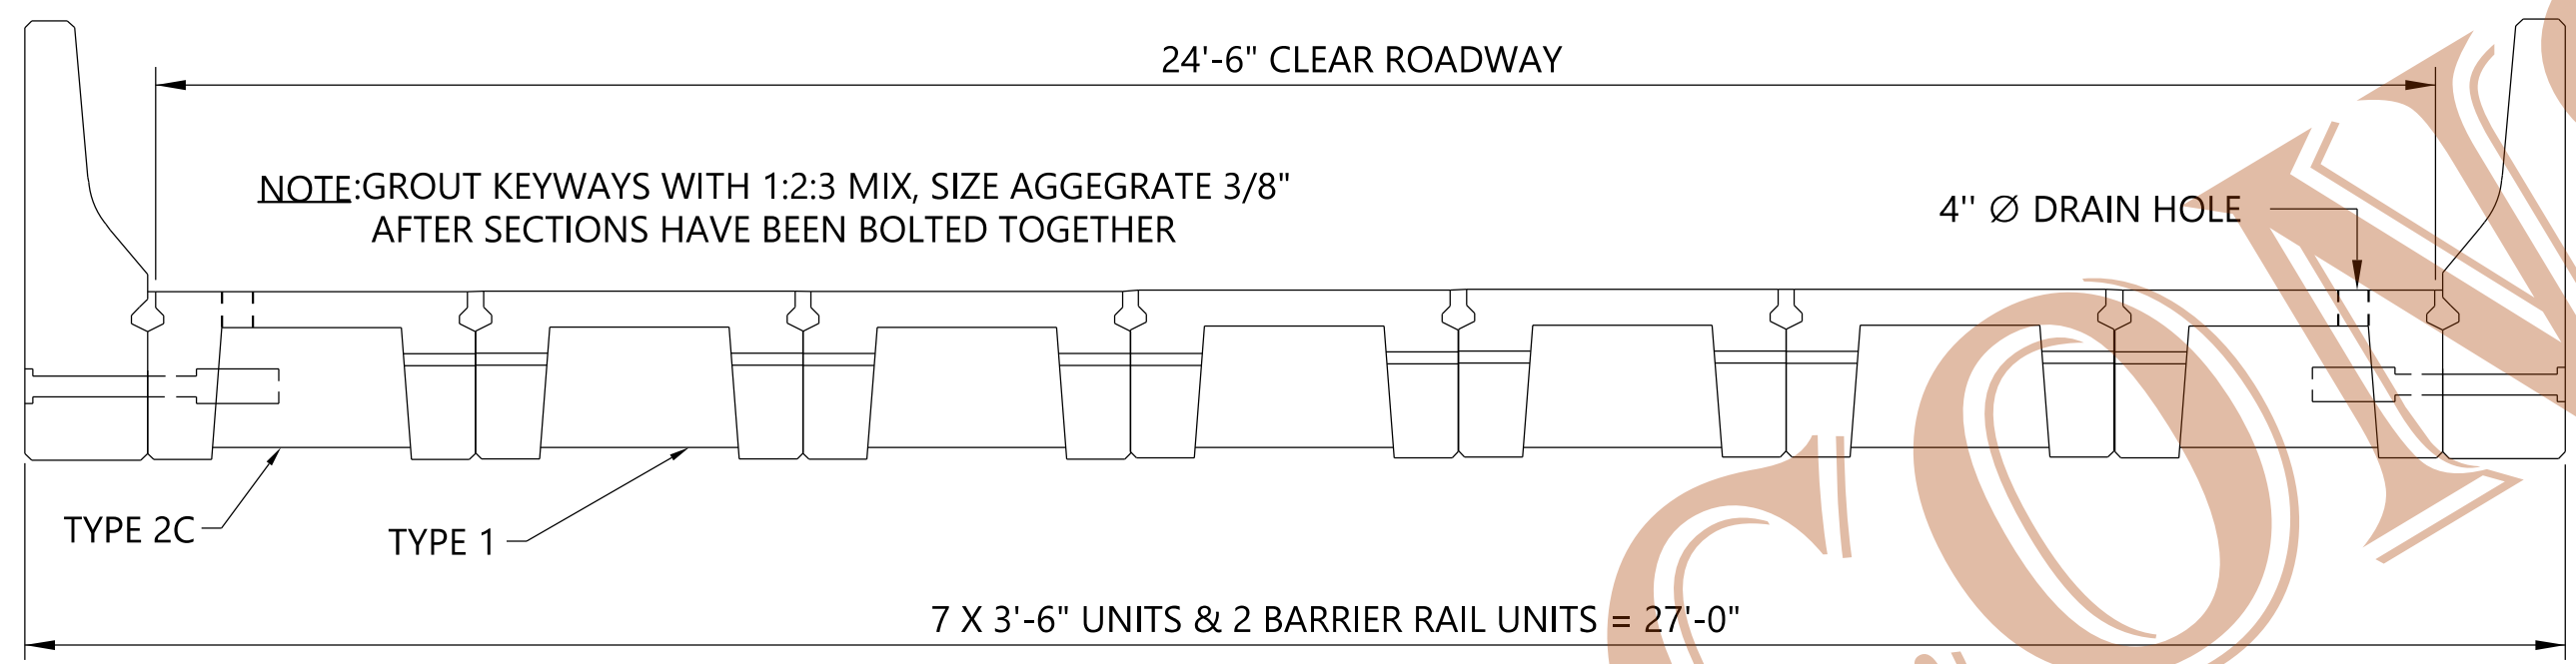 24'-6" CLEAR ROADWAY
NOTE:GROUT KEYWAYS WITH 1:2:3 MIX, SIZE AGGEGRATE 3/8"
AFTER SECTIONS HAVE BEEN BOLTED TOGETHER
4'' Ø DRAIN HOLE
TYPE 2C
TYPE 1
7 X 3'-6" UNITS & 2 BARRIER RAIL UNITS = 27'-0"